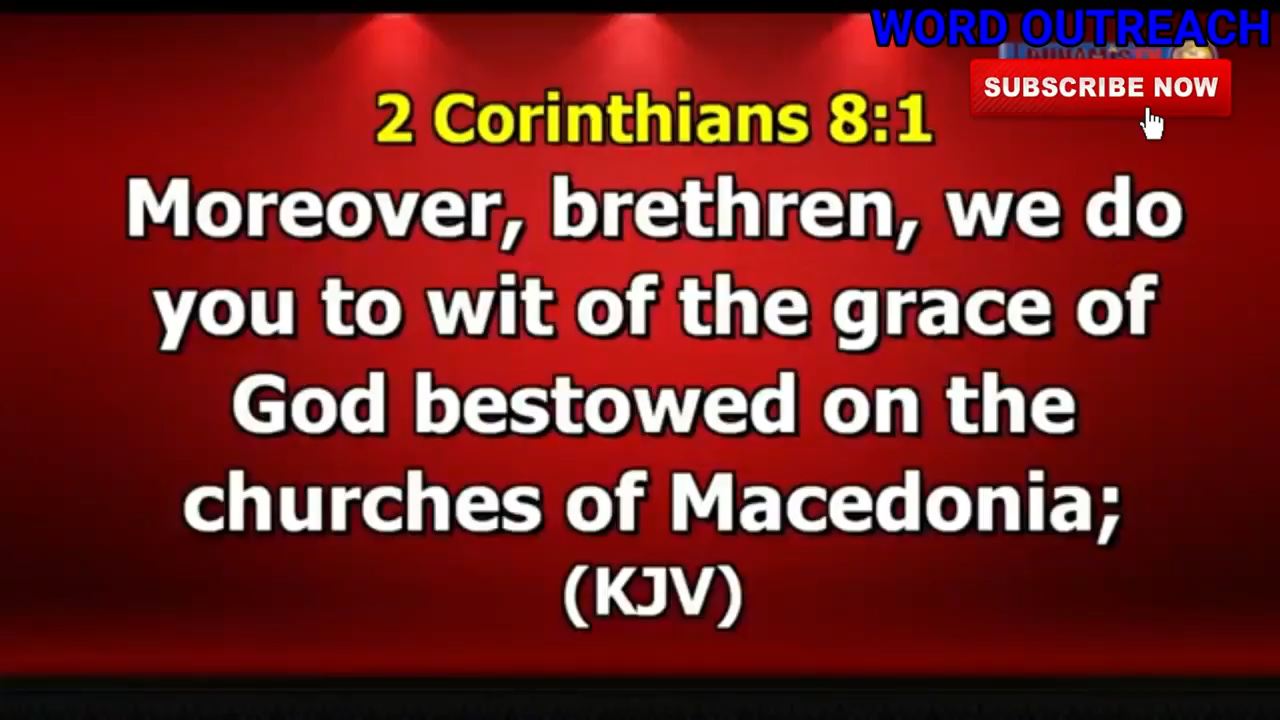 WORD OUTREACH
SUBSCRIBE NOW
2 Corinthians 8:1
Moreover, brethren, we do
you to wit of the grace of
God bestowed on the
churches of Macedonia;
(KJV)